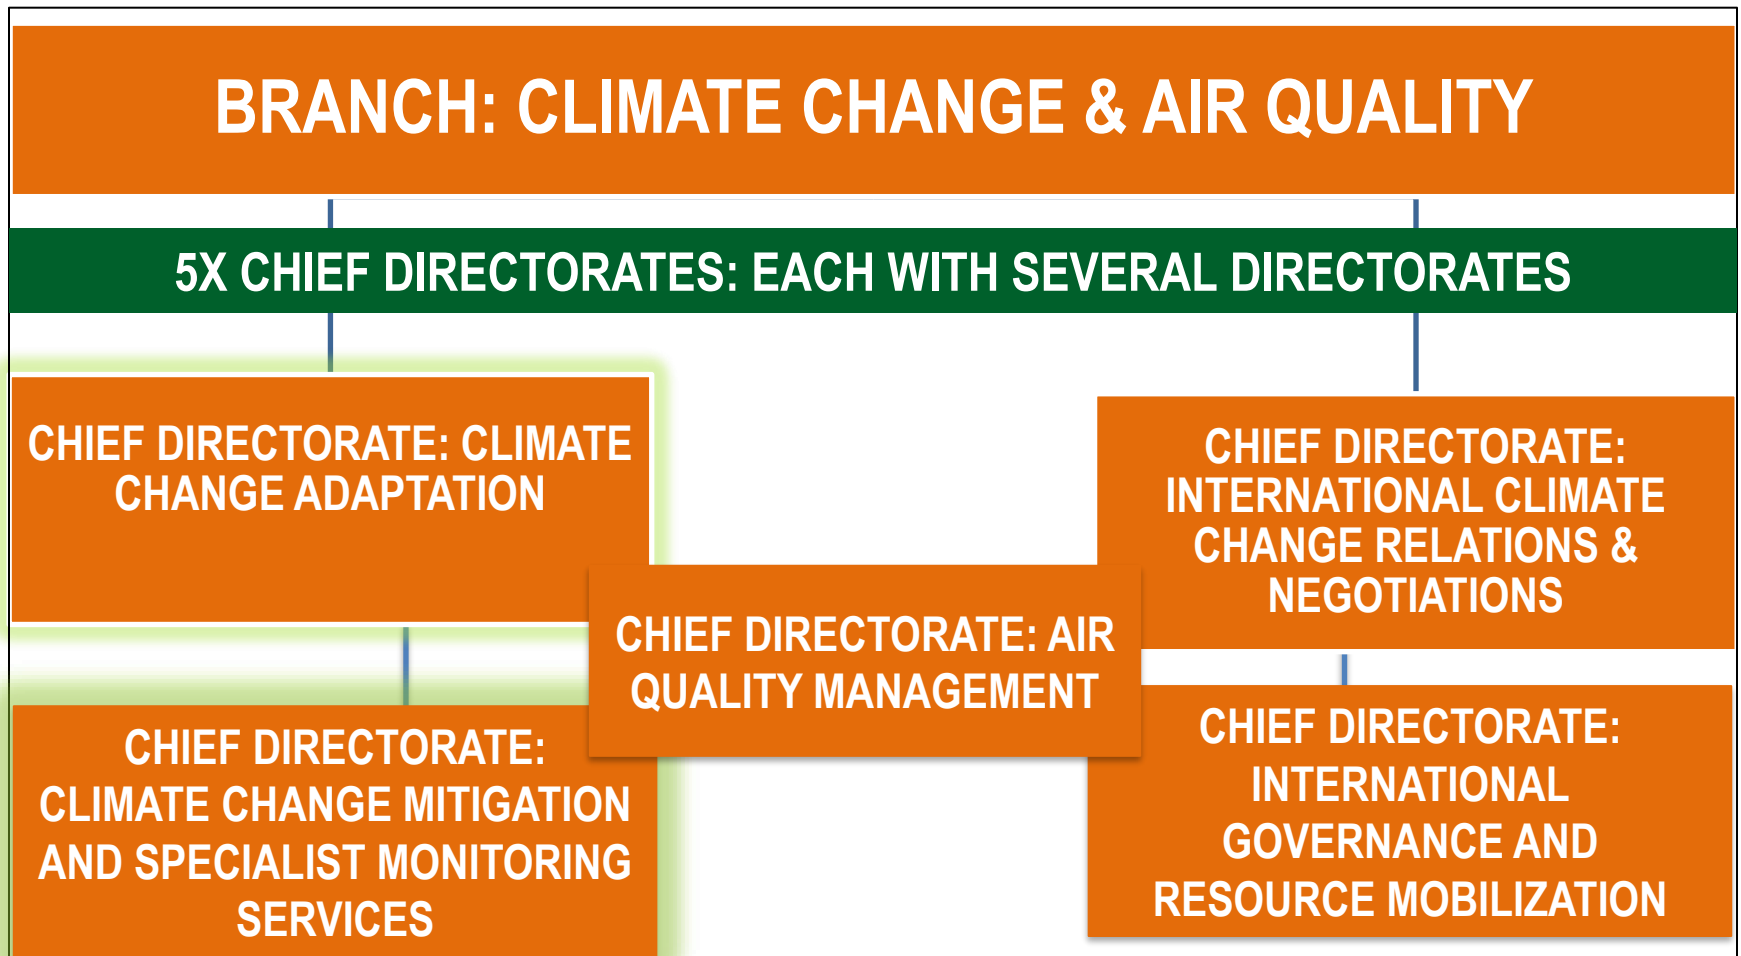 BRANCH: CLIMATE CHANGE & AIR QUALITY
5X CHIEF DIRECTORATES: EACH WITH SEVERAL DIRECTORATES
CHIEF DIRECTORATE: CLIMATE
CHANGE ADAPTATION
CHIEF DIRECTORATE:
INTERNATIONAL CLIMATE
CHANGE RELATIONS &
NEGOTIATIONS
CHIEF DIRECTORATE: AIR
QUALITY MANAGEMENT
CHIEF DIRECTORATE:
CLIMATE CHANGE MITIGATION
AND SPECIALIST MONITORING
SERVICES
CHIEF DIRECTORATE:
INTERNATIONAL
GOVERNANCE AND
RESOURCE MOBILIZATION